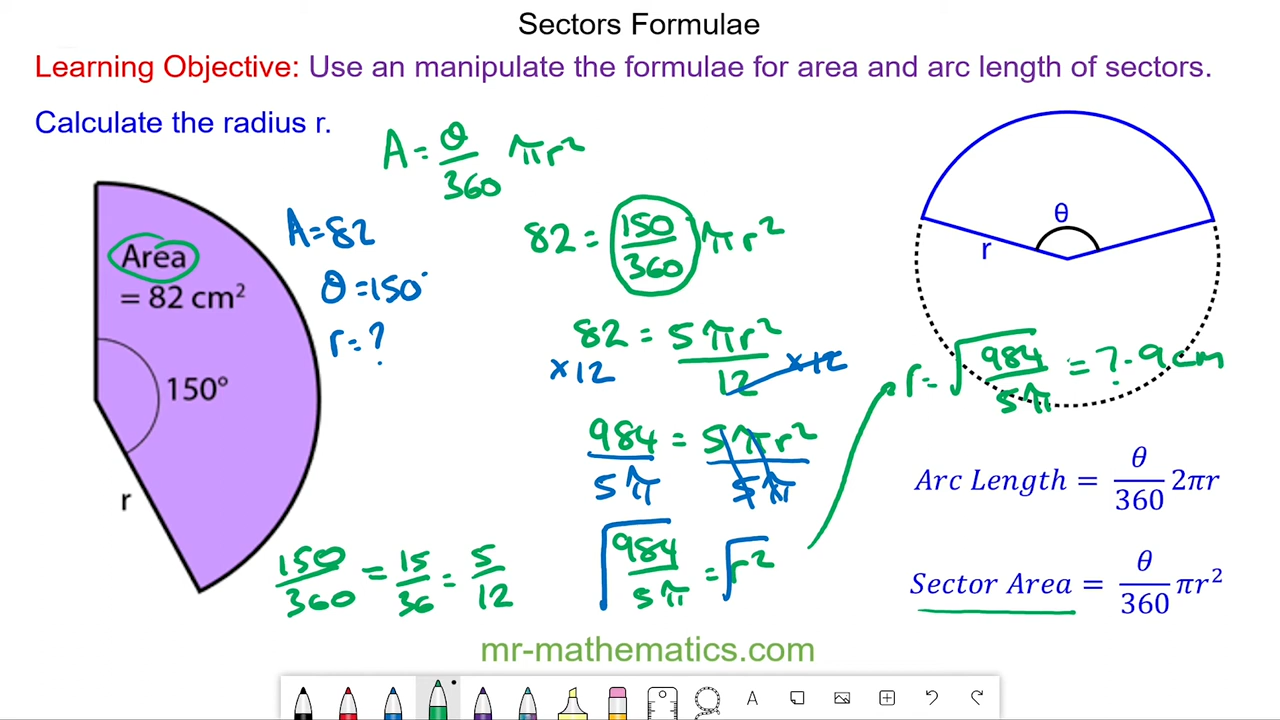 Sectors Formulae
Learning Objective: Use an manipulate the formulae for area and arc length of sectors.
Calculate the radius r.
A = θ/360 πr²
Area
= 82 cm²
150°
r
A=82
θ=150°
r=?
82 = 150/360 πr²
82 = 5πr²/12
×12 ×12
984/5π = 5πr²/5π
√984/5π = √r²
150/360 = 15/36 = 5/12
θ
r
r = √984/5π = 7.9cm
Arc Length = θ/360 2πr
Sector Area = θ/360 πr²
mr-mathematics.com
A